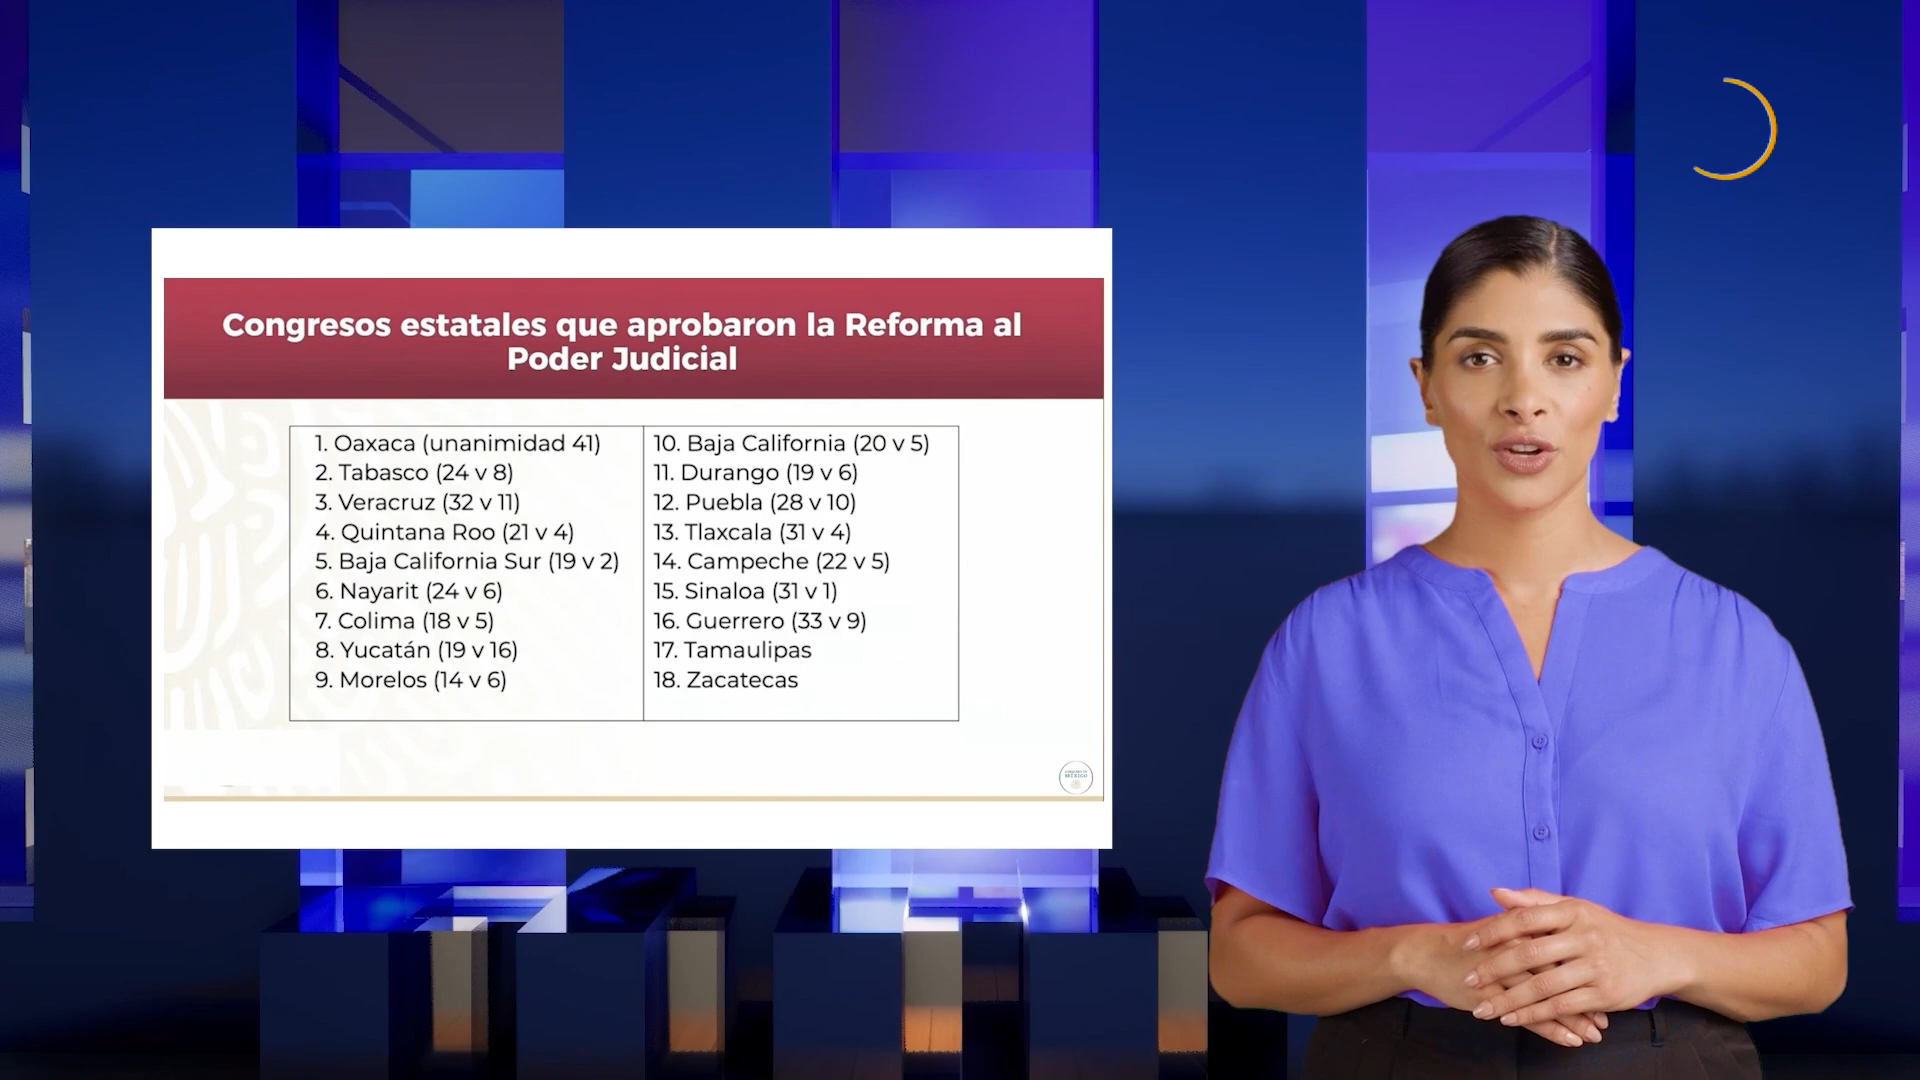 Congresos estatales que aprobaron la Reforma al
Poder Judicial
1. Oaxaca (unanimidad 41)
2. Tabasco (24 v 8)
3. Veracruz (32 v 11)
4. Quintana Roo (21 v 4)
5. Baja California Sur (19 v 2)
6. Nayarit (24 v 6)
7. Colima (18 v 5)
8. Yucatán (19 v 16)
9. Morelos (14 v 6)
10. Baja California (20 v 5)
11. Durango (19 v 6)
12. Puebla (28 v 10)
13. Tlaxcala (31 v 4)
14. Campeche (22 v 5)
15. Sinaloa (31 v 1)
16. Guerrero (33 v 9)
17. Tamaulipas
18. Zacatecas
MÉXICO